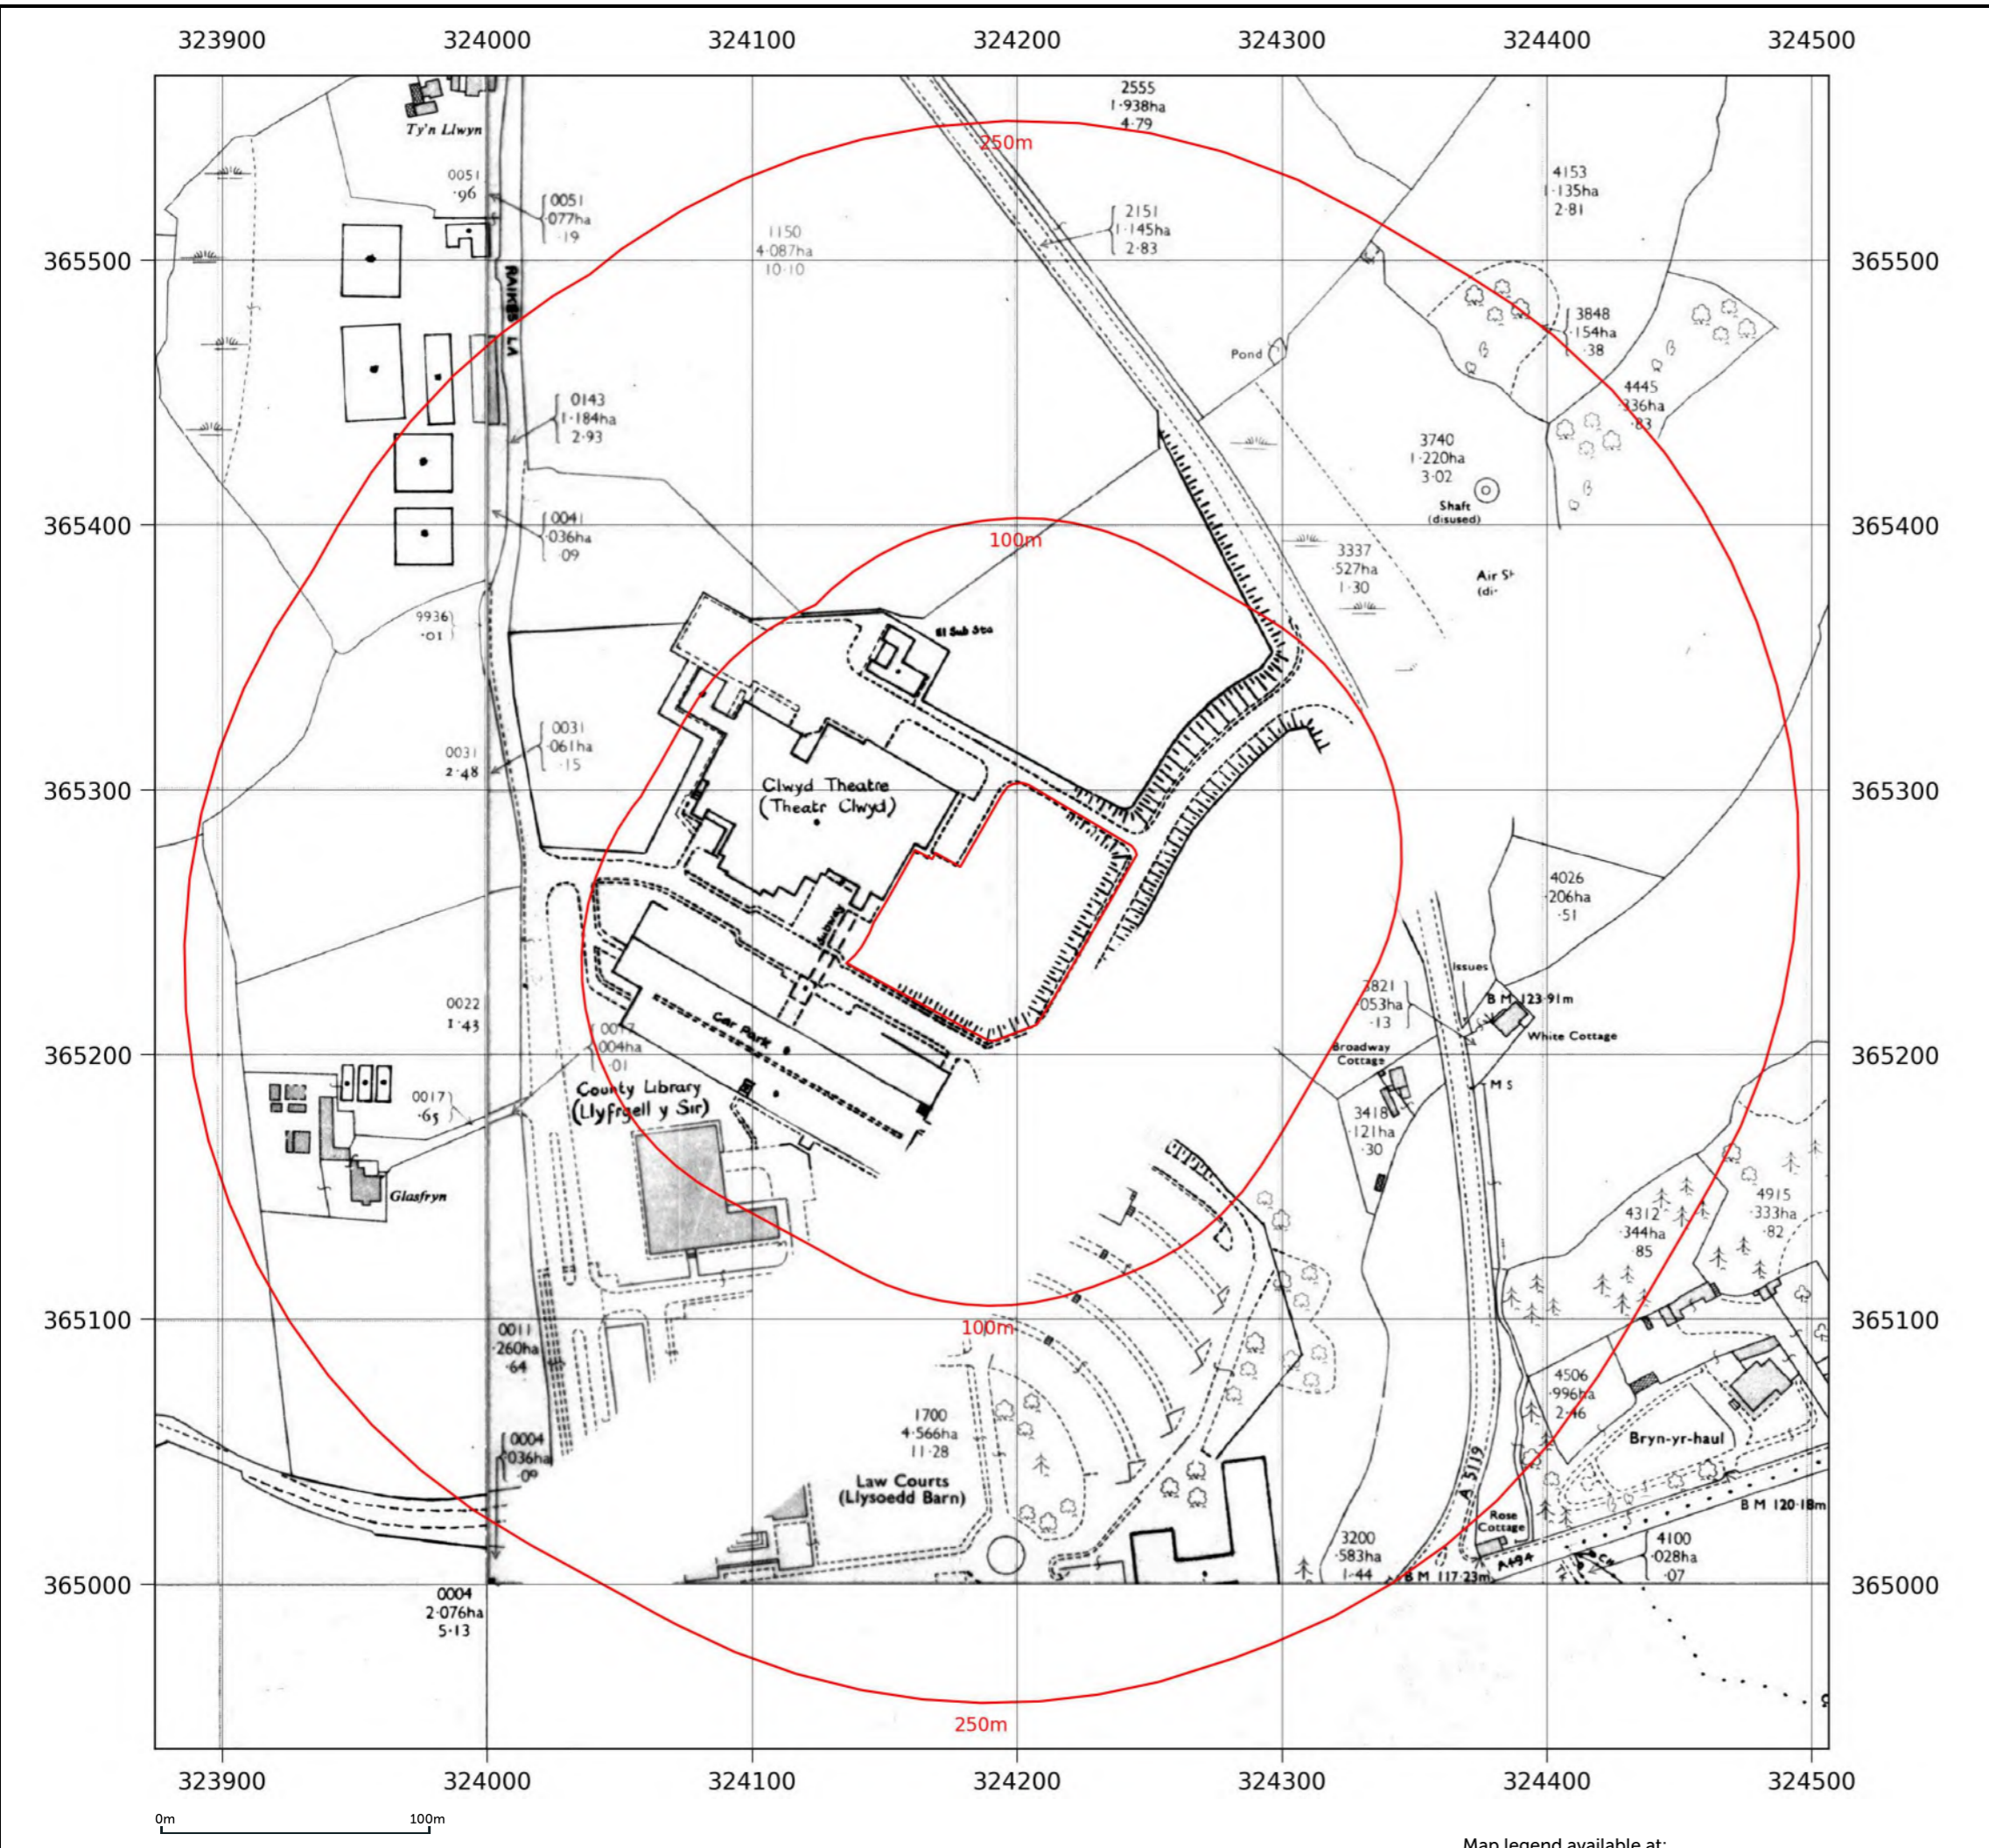 323900 324000 324100 324200 324300 324400 324500
2555
1·938ha
4·79
Ty'n Llwyn
250m
0051
·96
0051
·077ha
·19
4153
1·135ha
2·81
2151
1·145ha
2·83
1150
4·087ha
10·10
365500
365500
RAIKES LA
3848
·154ha
·38
Pond
4445
·336ha
·83
0143
1·184ha
2·93
3740
1·220ha
3·02
Shaft
(disused)
365400
365400
0041
·036ha
·09
100m
3337
·527ha
1·30
Air S
(di
9936
·01
El Sub Sta
0031
·061ha
·15
0031
2·48
365300
365300
Clwyd Theatre
(Theatr Clwyd)
4026
·206ha
·51
Issues
3821
·053ha
·13
B M 123·91m
White Cottage
0022
1·43
Car Park
0017
·004ha
·01
Broadway
Cottage
365200
365200
M S
County Library
(Llyfrgell y Sir)
0017
·65
3418
·121ha
·30
Glasfryn
4915
·333ha
·82
4312
·344ha
·85
365100
365100
100m
0011
·260ha
·64
4506
·996ha
2·46
1700
4·566ha
11·28
Bryn-yr-haul
0004
·036ha
·09
A 5119
Law Courts
(Llysoedd Barn)
B M 120·18m
Rose
Cottage
3200
·583ha
1·44
A494
4100
·028ha
·07
B M 117·23m
365000
365000
0004
2·076ha
5·13
250m
323900 324000 324100 324200 324300 324400 324500
0m 100m
Map legend available at: